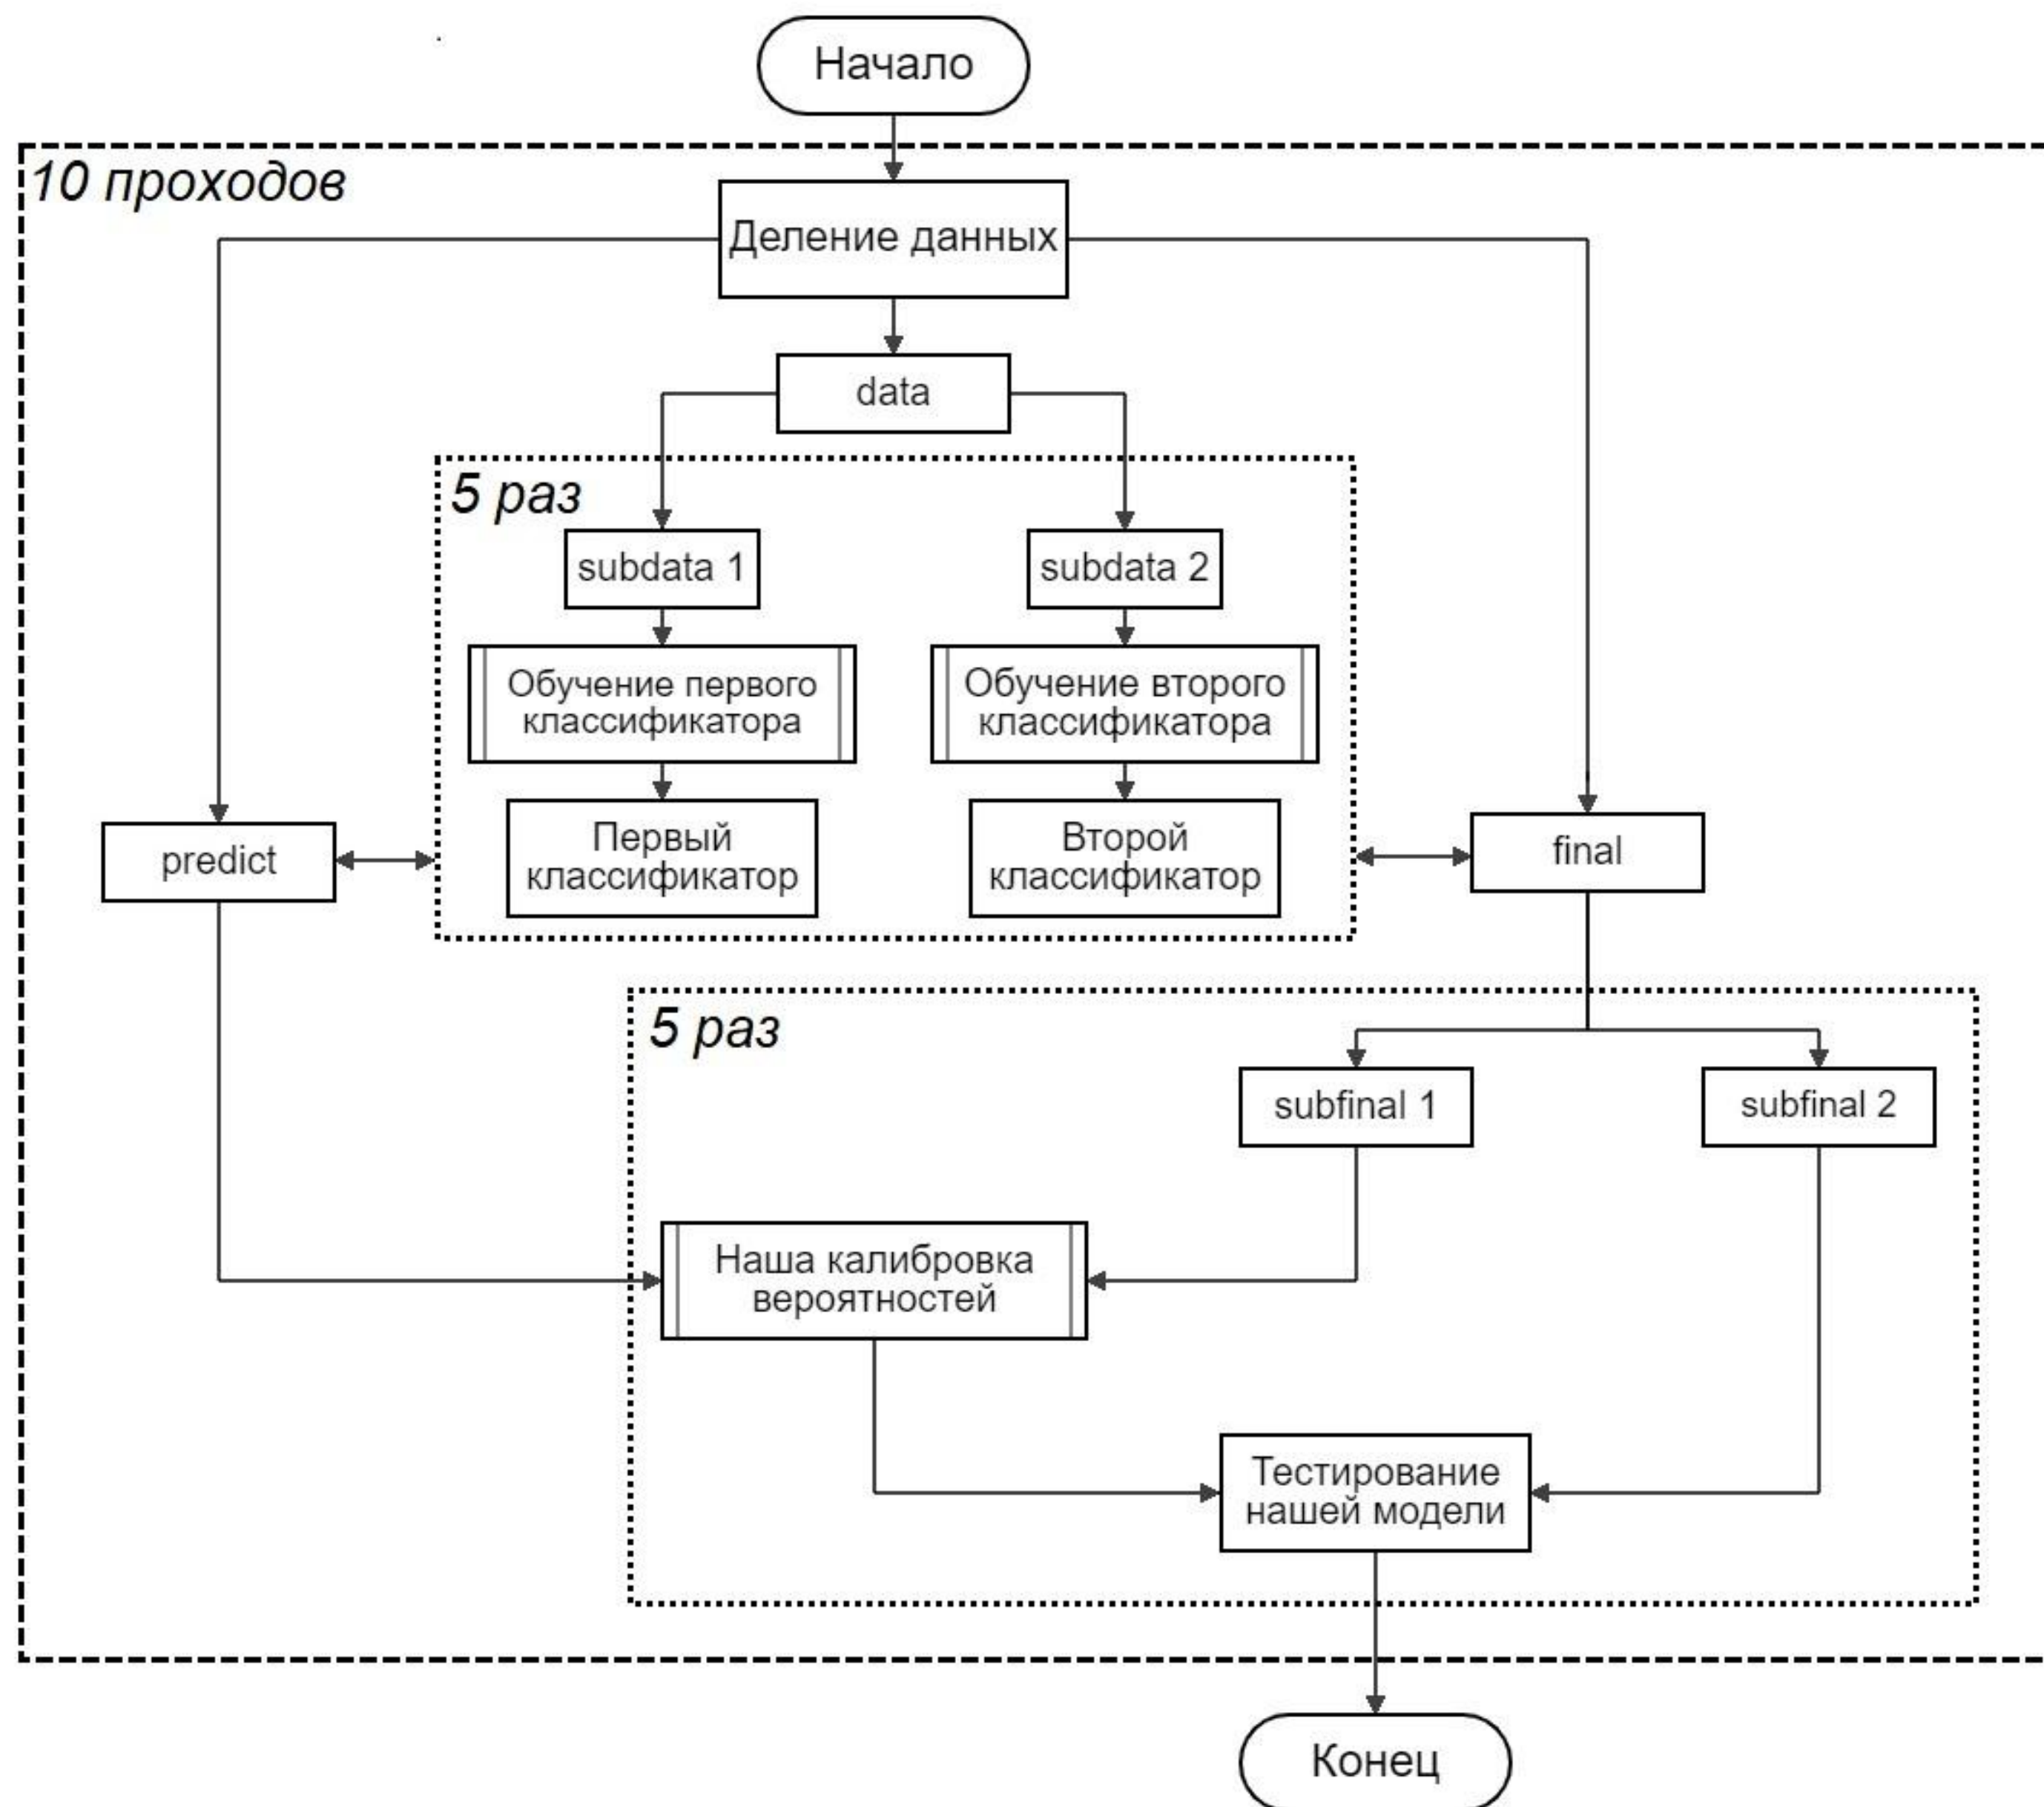 Начало
10 проходов
Деление данных
data
5 раз
subdata 1
subdata 2
Обучение первого
классификатора
Обучение второго
классификатора
Первый
классификатор
Второй
классификатор
predict
final
5 раз
subfinal 1
subfinal 2
Наша калибровка
вероятностей
Тестирование
нашей модели
Конец